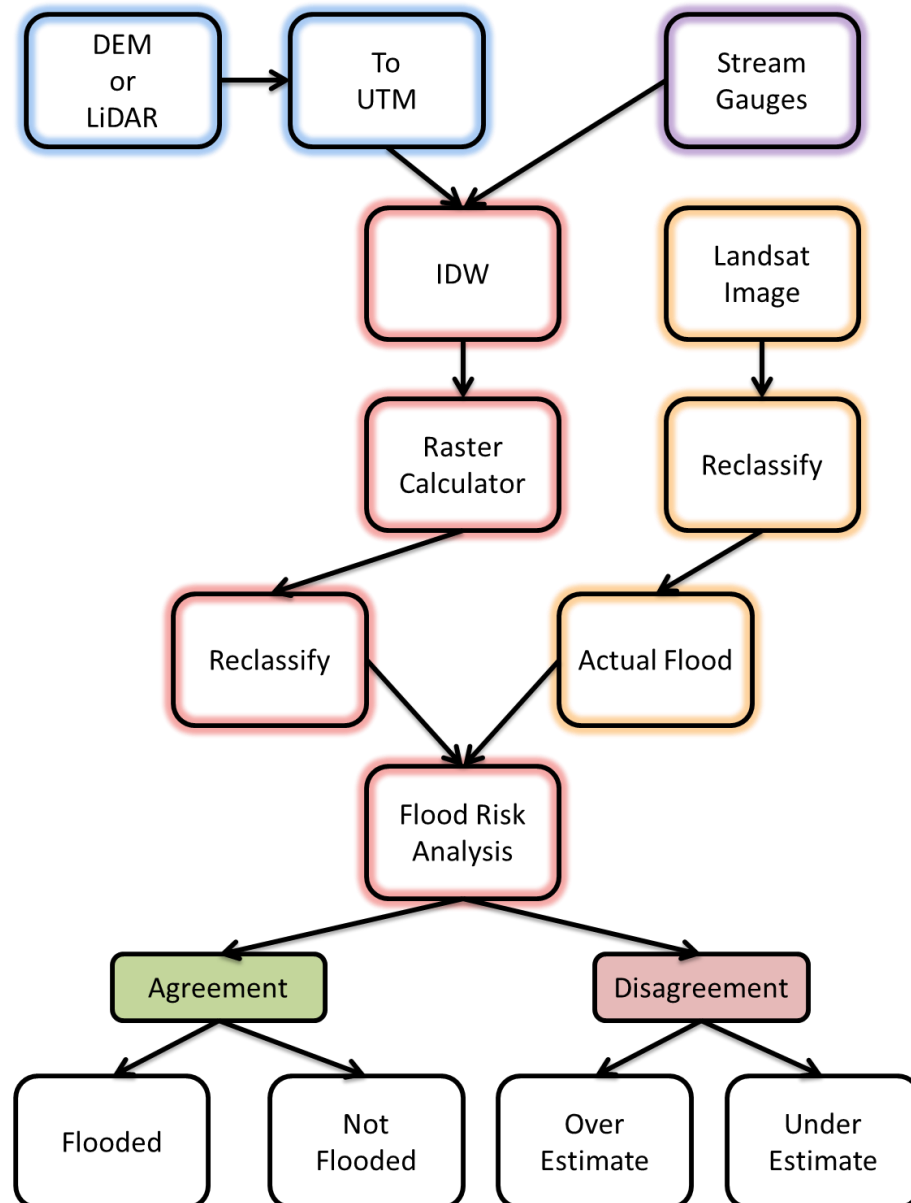 DEM
or
LiDAR
To
UTM
Stream
Gauges
IDW
Landsat
Image
Raster
Calculator
Reclassify
Reclassify
Actual Flood
Flood Risk
Analysis
Agreement
Disagreement
Flooded
Not
Flooded
Over
Estimate
Under
Estimate